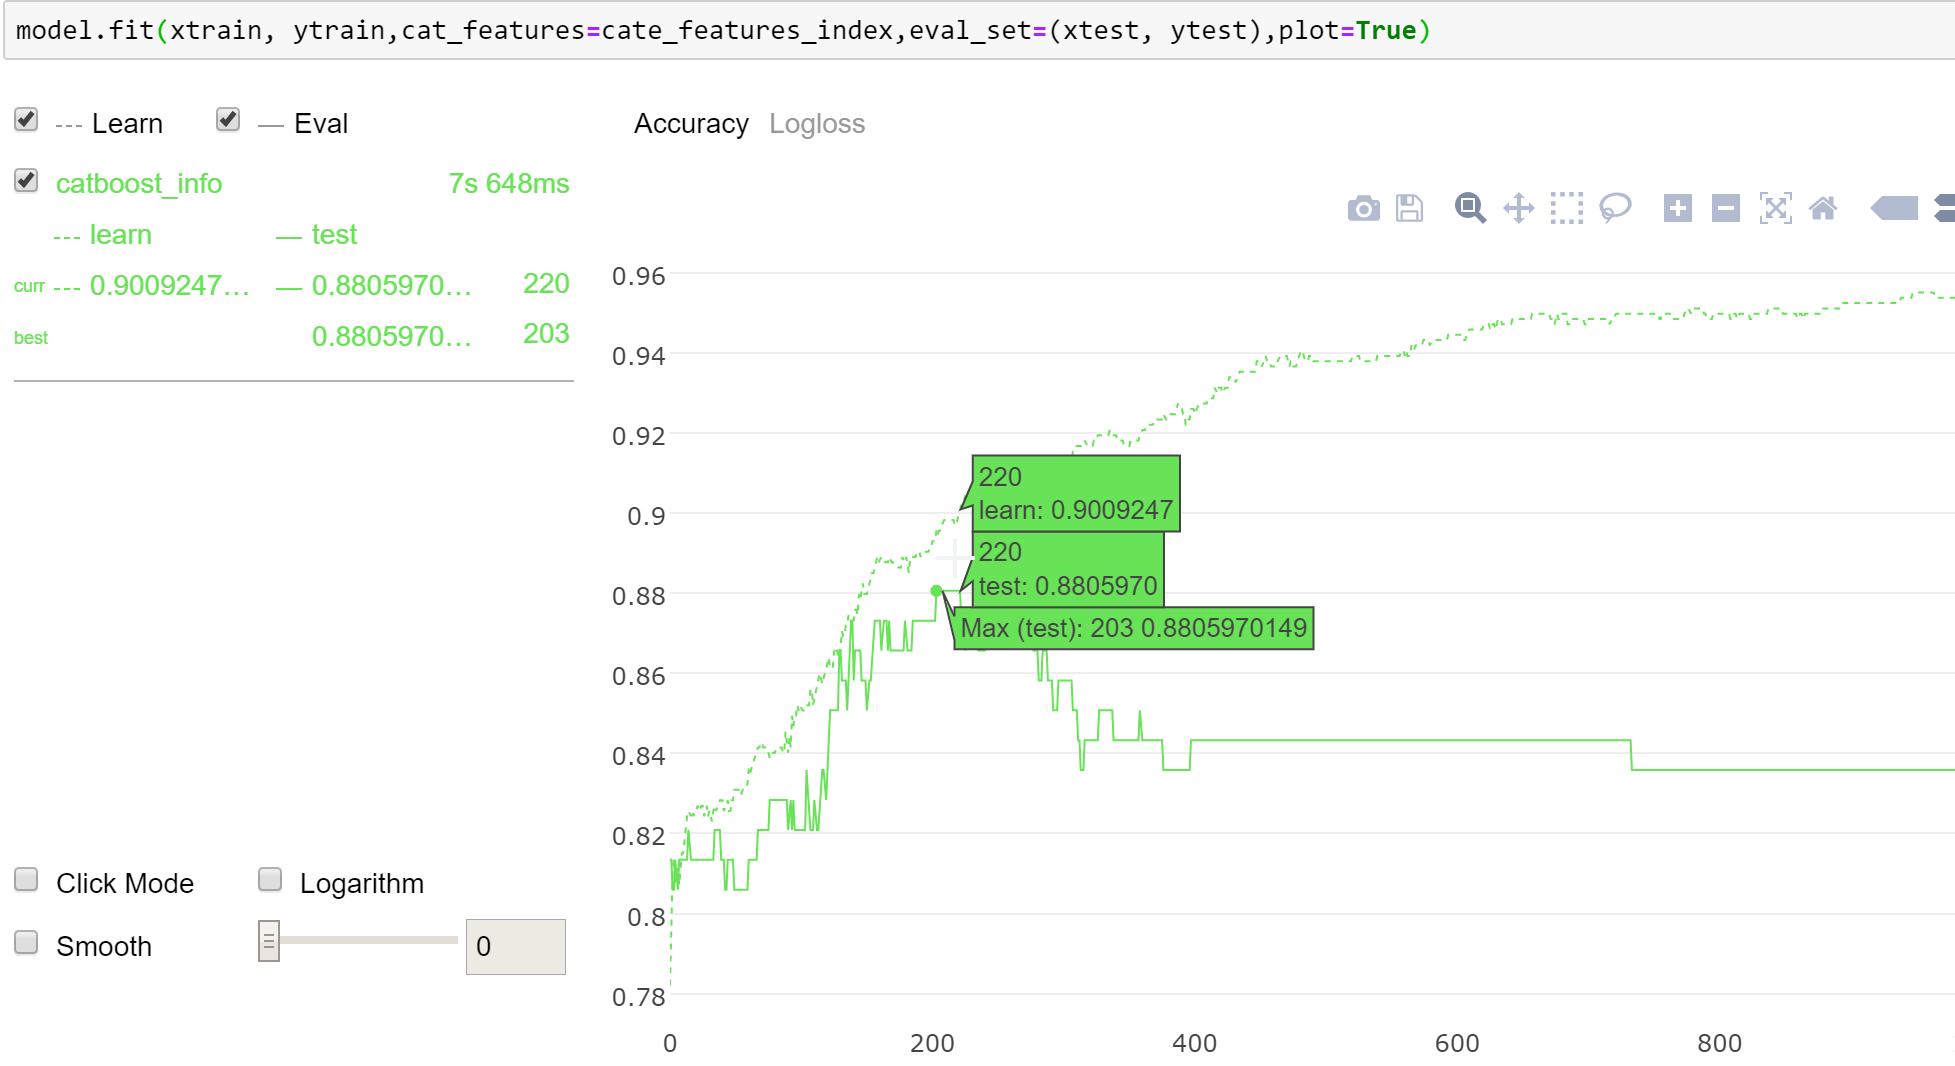 model.fit(xtrain, ytrain,cat_features=cate_features_index,eval_set=(xtest, ytest),plot=True)
Learn Eval
Accuracy Logloss
catboost_info 7s 648ms
learn test
curr 0.9009247... 0.8805970... 220
best 0.8805970... 203
0.96
0.94
0.92
0.9
0.88
0.86
0.84
0.82
0.8
0.78
220
learn: 0.9009247
220
test: 0.8805970
Max (test): 203 0.8805970149
Click Mode Logarithm
Smooth 0
0 200 400 600 800